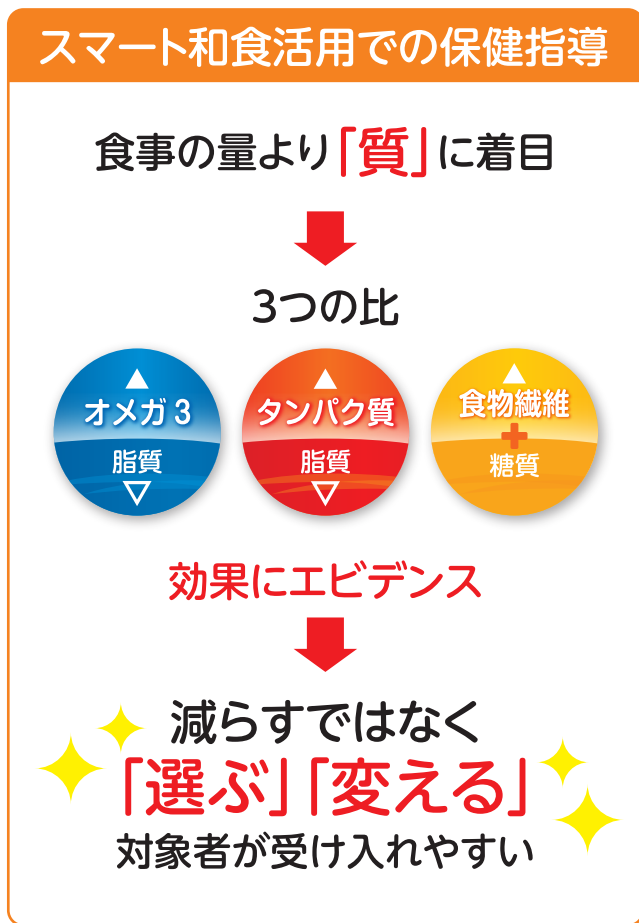 スマート和食活用での保健指導
食事の量より「質」に着目
3つの比
オメガ3
脂質
タンパク質
脂質
食物繊維
+
糖質
効果にエビデンス
減らすではなく
「選ぶ」「変える」
対象者が受け入れやすい